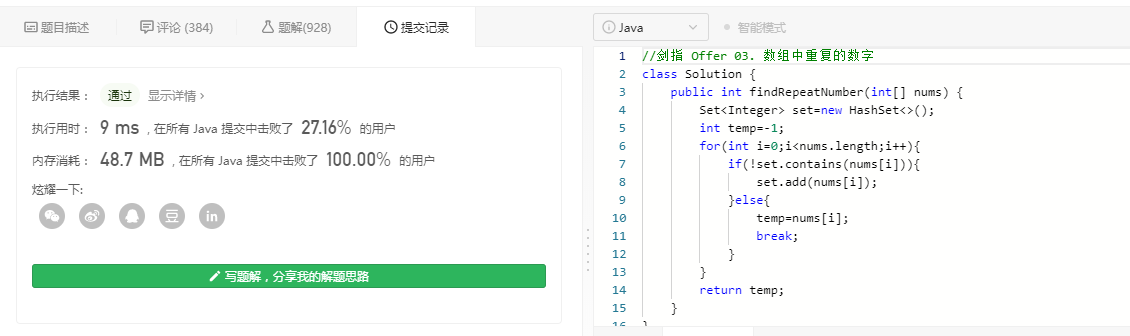 题目描述 评论 (384) 题解(928) 提交记录
执行结果： 通过 显示详情 ›
执行用时： 9 ms , 在所有 Java 提交中击败了 27.16% 的用户
内存消耗： 48.7 MB , 在所有 Java 提交中击败了 100.00% 的用户
炫耀一下:
豆 in
写题解，分享我的解题思路
Java 智能模式
1 //剑指 Offer 03. 数组中重复的数字
2 class Solution {
3 public int findRepeatNumber(int[] nums) {
4 Set<Integer> set=new HashSet<>();
5 int temp=-1;
6 for(int i=0;i<nums.length;i++){
7 if(!set.contains(nums[i])){
8 set.add(nums[i]);
9 }else{
10 temp=nums[i];
11 break;
12 }
13 }
14 return temp;
15 }
16 }